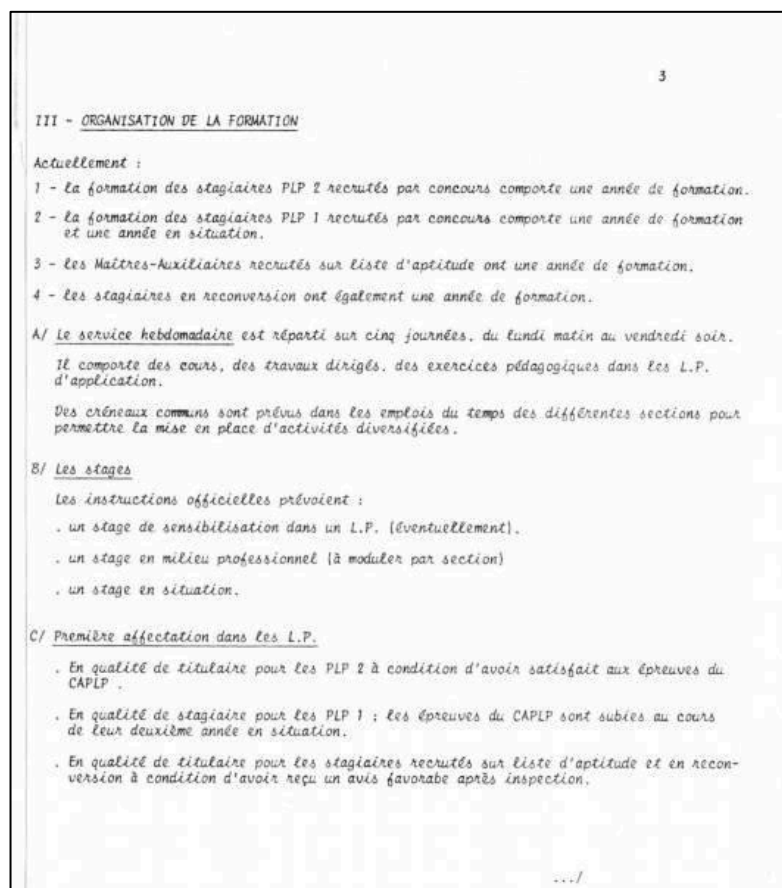 3
III - ORGANISATION DE LA FORMATION
Actuellement :
1 - la formation des stagiaires PLP 2 recrutés par concours comporte une année de formation.
2 - la formation des stagiaires PLP 1 recrutés par concours comporte une année de formation
et une année en situation.
3 - les Maîtres-Auxiliaires recrutés sur liste d'aptitude ont une année de formation.
4 - les stagiaires en reconversion ont également une année de formation.
A/ Le service hebdomadaire est réparti sur cinq journées, du lundi matin au vendredi soir.
Il comporte des cours, des travaux dirigés, des exercices pédagogiques dans les L.P.
d'application.
Des créneaux communs sont prévus dans les emplois du temps des différentes sections pour
permettre la mise en place d'activités diversifiées.
B/ Les stages
Les instructions officielles prévoient :
. un stage de sensibilisation dans un L.P. (éventuellement).
. un stage en milieu professionnel (à moduler par section)
. un stage en situation.
C/ Première affectation dans les L.P.
. En qualité de titulaire pour les PLP 2 à condition d'avoir satisfait aux épreuves du
CAPLP .
. En qualité de stagiaire pour les PLP 1 ; les épreuves du CAPLP sont subies au cours
de leur deuxième année en situation.
. En qualité de titulaire pour les stagiaires recrutés sur liste d'aptitude et en recon-
version à condition d'avoir reçu un avis favorabe après inspection.
.../